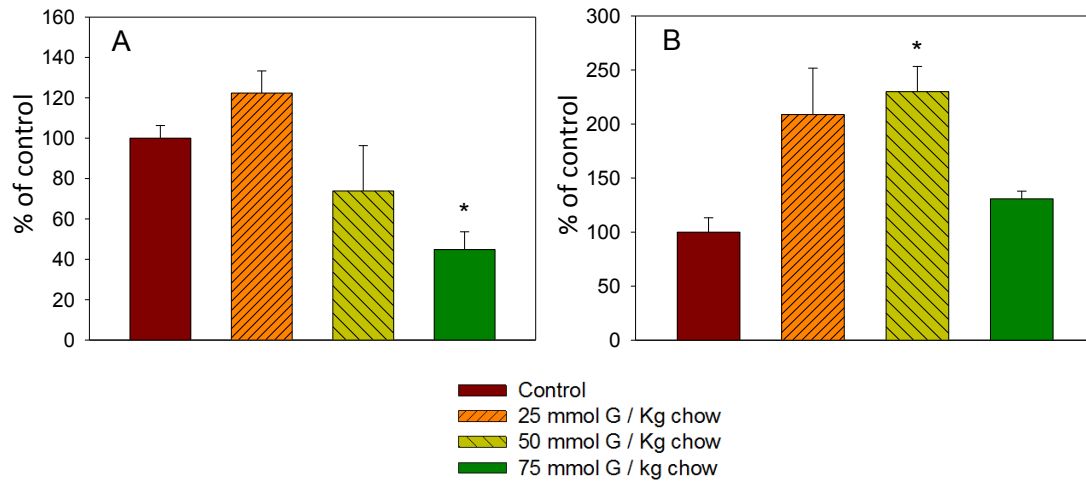 A
% of control
160
140
120
100
80
60
40
20
0
*
B
% of control
300
250
200
150
100
50
0
*
Control
25 mmol G / Kg chow
50 mmol G / Kg chow
75 mmol G / kg chow